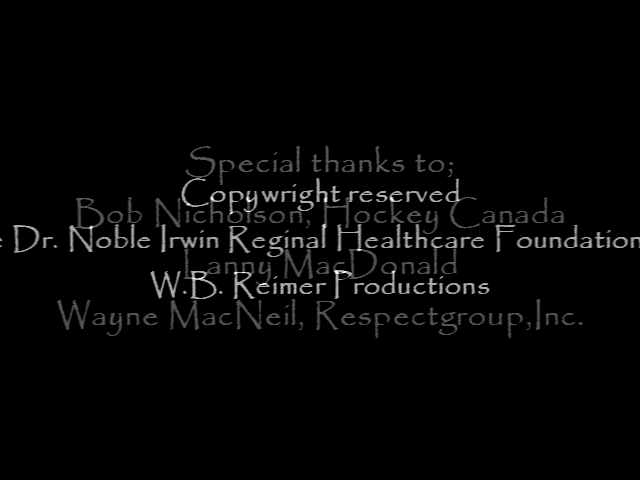 Special thanks to;
Copywright reserved
Bob Nicholson, Hockey Canada
e Dr. Noble Irwin Reginal Healthcare Foundation
Lanny MacDonald
W.B. Reimer Productions
Wayne MacNeil, Respectgroup,Inc.